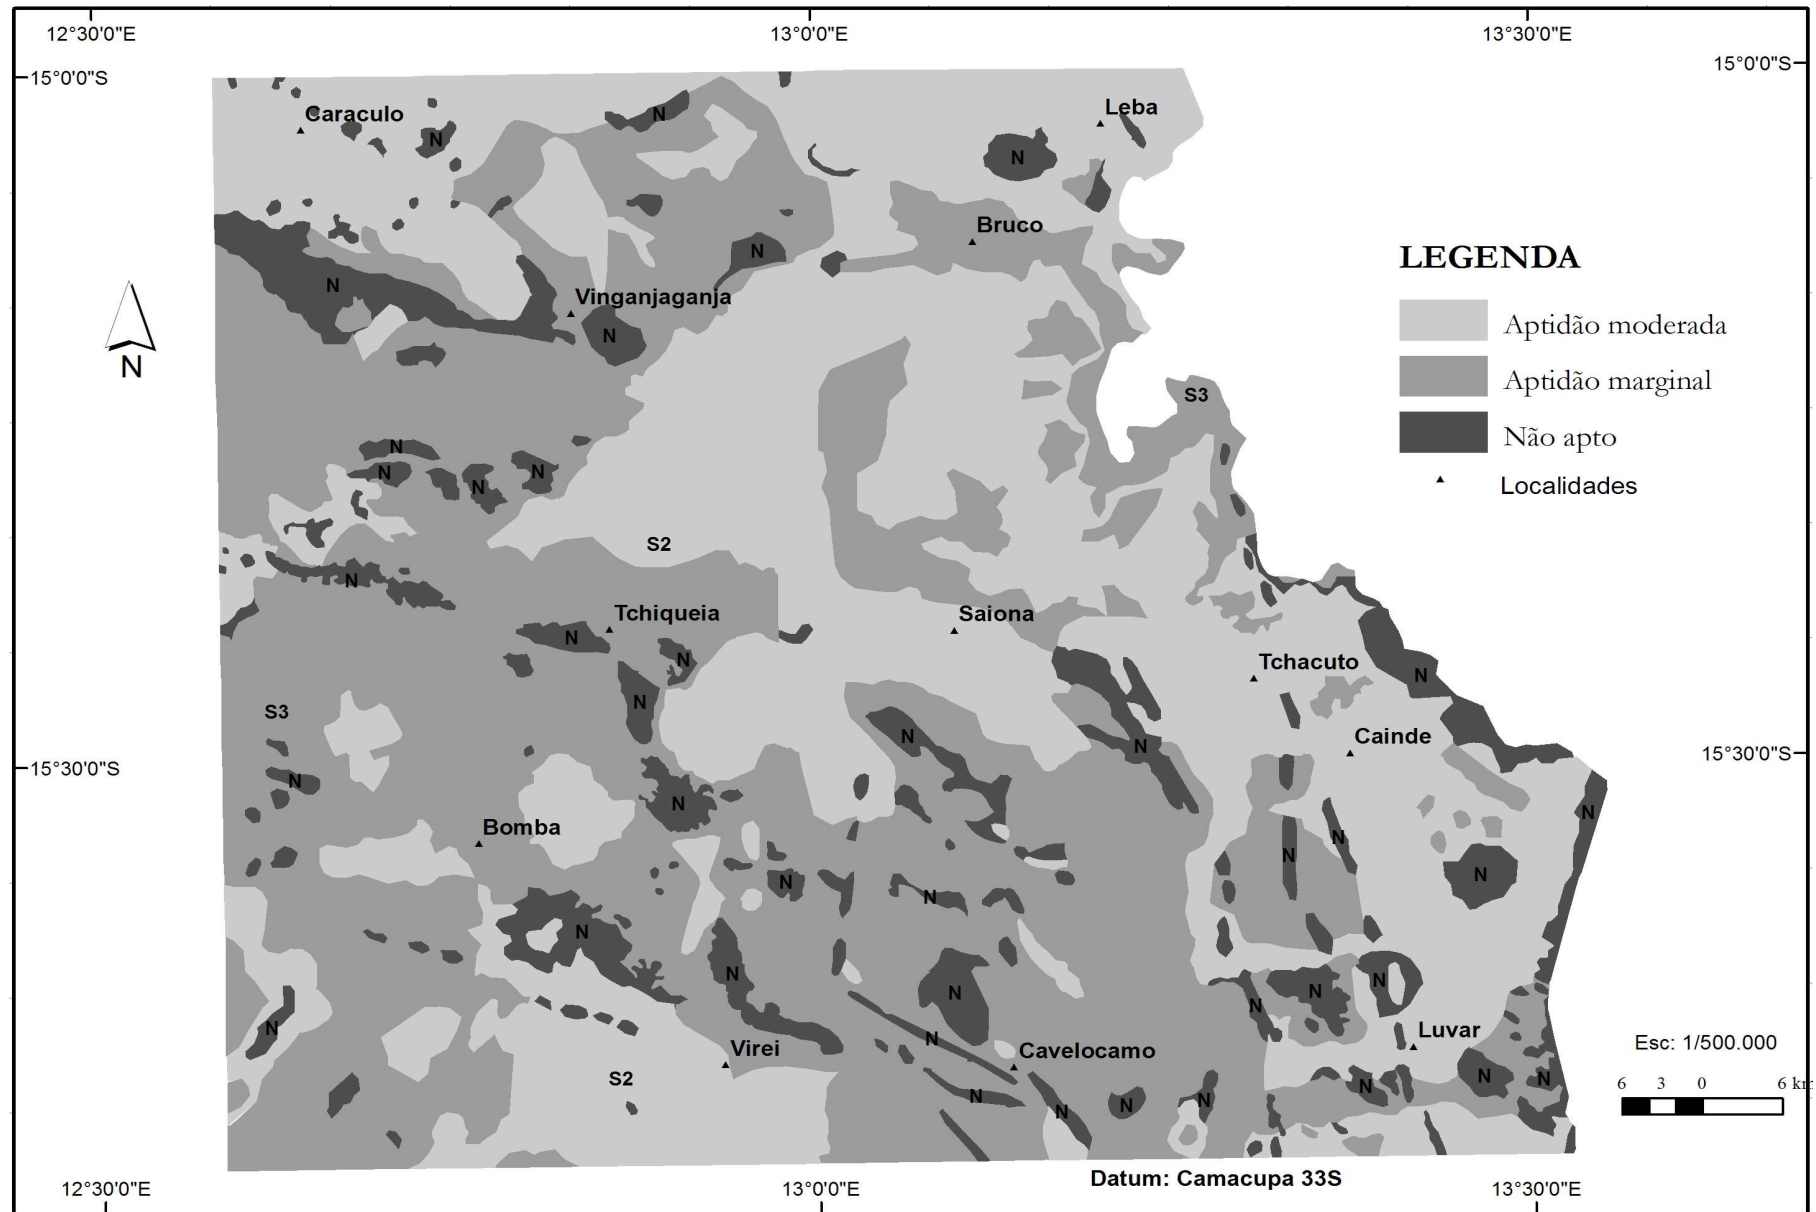 12°30'0"E
13°0'0"E
13°30'0"E
15°0'0"S
15°0'0"S
Caraculo
N
N
Leba
N
Bruco
N
N
Vinganjaganja
N
LEGENDA
Aptidão moderada
Aptidão marginal
Não apto
Localidades
N
S3
N
N
N
N
S2
N
Tchiqueia
N
N
Saiona
Tchacuto
N
N
S3
N
N
Cainde
15°30'0"S
15°30'0"S
N
N
N
N
Bomba
N
N
N
N
N
N
N
N
N
N
N
N
N
N
Luvar
Virei
Cavelocamo
S2
N
N
N
N
N
N
N
Esc: 1/500.000
6 3 0 6 km
Datum: Camacupa 33S
12°30'0"E
13°0'0"E
13°30'0"E